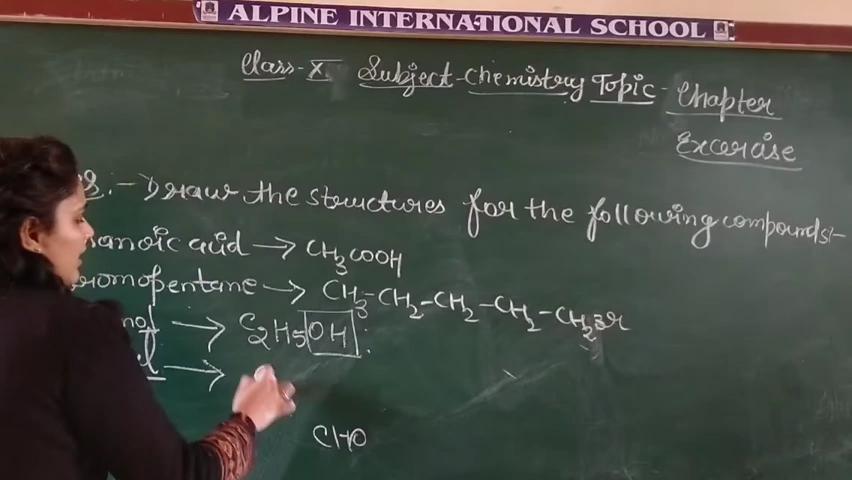 ALPINE INTERNATIONAL SCHOOL
Class-X Subject-Chemistry Topic-Chapter
Excercise
:-Draw the structures for the following compounds:-
anoic acid → CH3COOH
romopentane → CH3-CH2-CH2-CH2-CH2Br
nol → C2H5OH
→
CHO